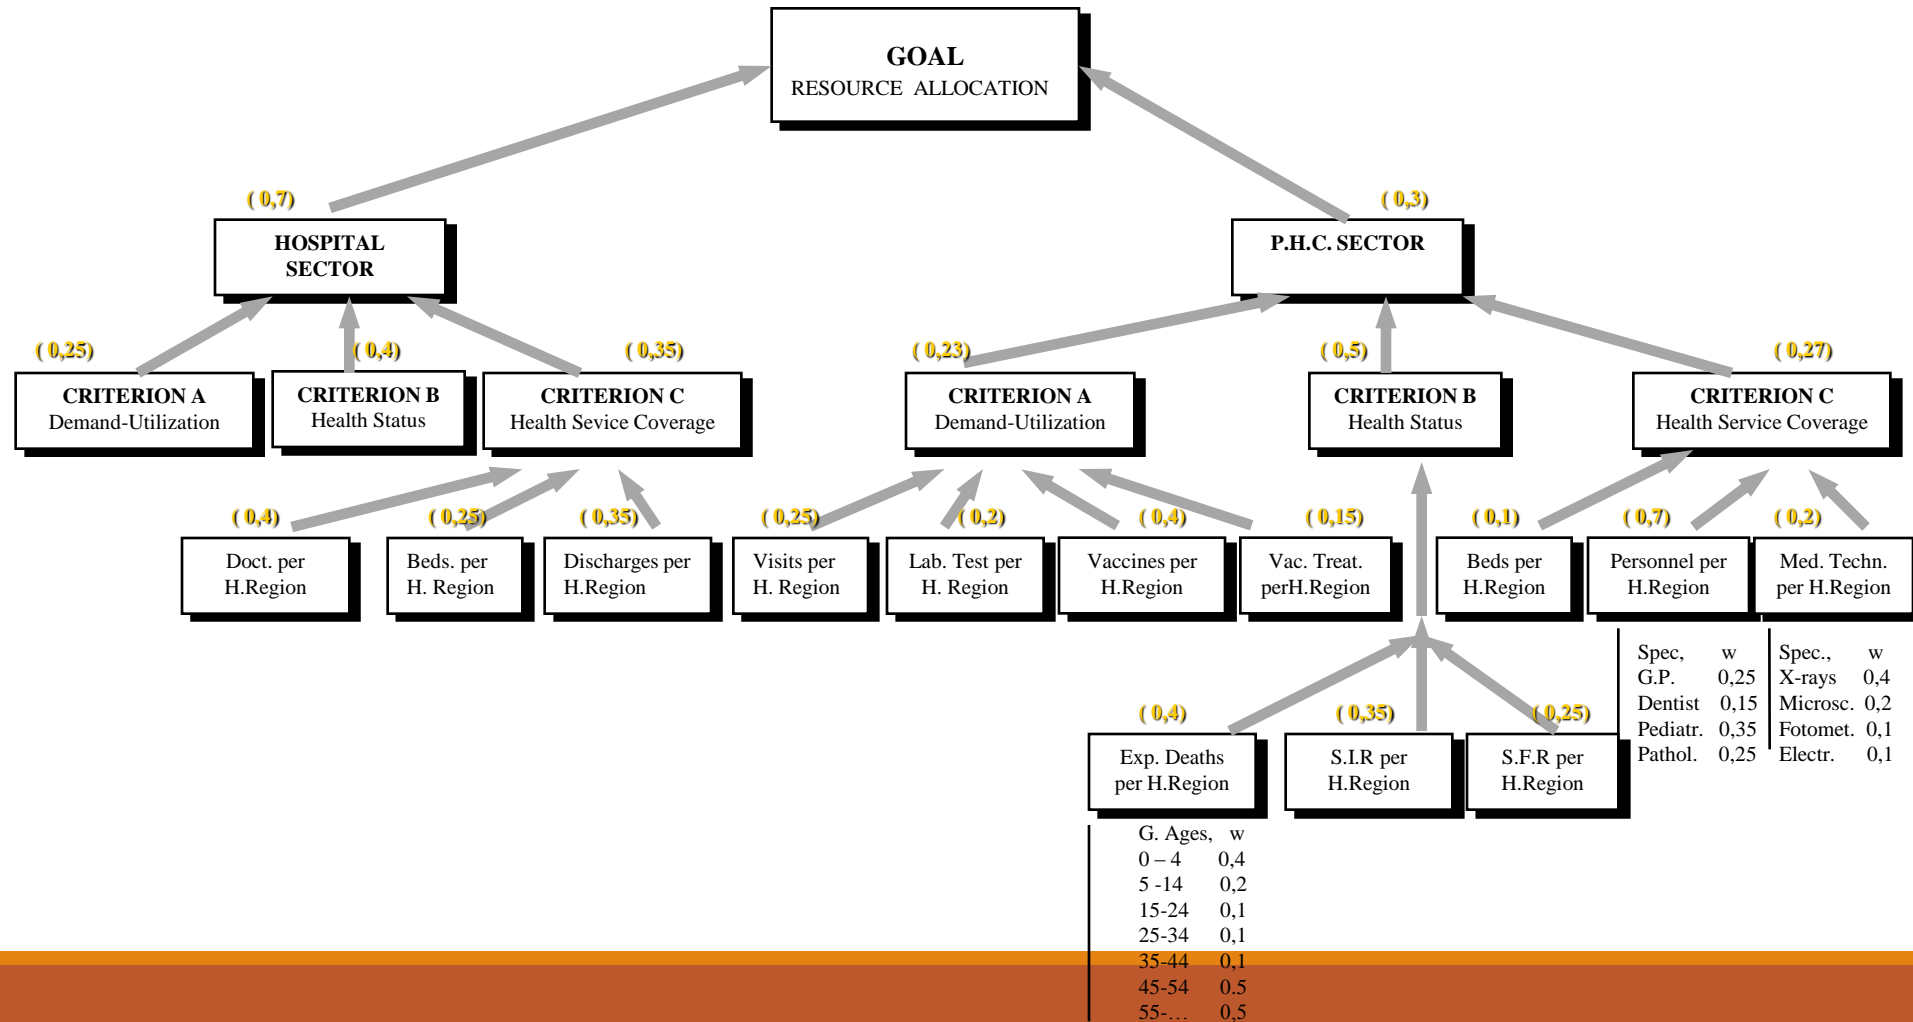 GOAL
RESOURCE ALLOCATION
( 0,7)
( 0,3)
HOSPITAL
SECTOR
P.H.C. SECTOR
( 0,25)
( 0,4)
( 0,35)
( 0,23)
( 0,5)
( 0,27)
CRITERION A
Demand-Utilization
CRITERION B
Health Status
CRITERION C
Health Sevice Coverage
CRITERION A
Demand-Utilization
CRITERION B
Health Status
CRITERION C
Health Service Coverage
( 0,4)
( 0,25)
( 0,35)
( 0,25)
( 0,2)
( 0,4)
( 0,15)
( 0,1)
( 0,7)
( 0,2)
Doct. per
H.Region
Beds. per
H. Region
Discharges per
H.Region
Visits per
H. Region
Lab. Test per
H. Region
Vaccines per
H.Region
Vac. Treat.
perH.Region
Beds per
H.Region
Personnel per
H.Region
Med. Techn.
per H.Region
Spec, w
G.P. 0,25
Dentist 0,15
Pediatr. 0,35
Pathol. 0,25
Spec., w
X-rays 0,4
Microsc. 0,2
Fotomet. 0,1
Electr. 0,1
( 0,4)
( 0,35)
( 0,25)
Exp. Deaths
per H.Region
S.I.R per
H.Region
S.F.R per
H.Region
G. Ages, w
0 – 4 0,4
5 -14 0,2
15-24 0,1
25-34 0,1
35-44 0,1
45-54 0.5
55-… 0,5